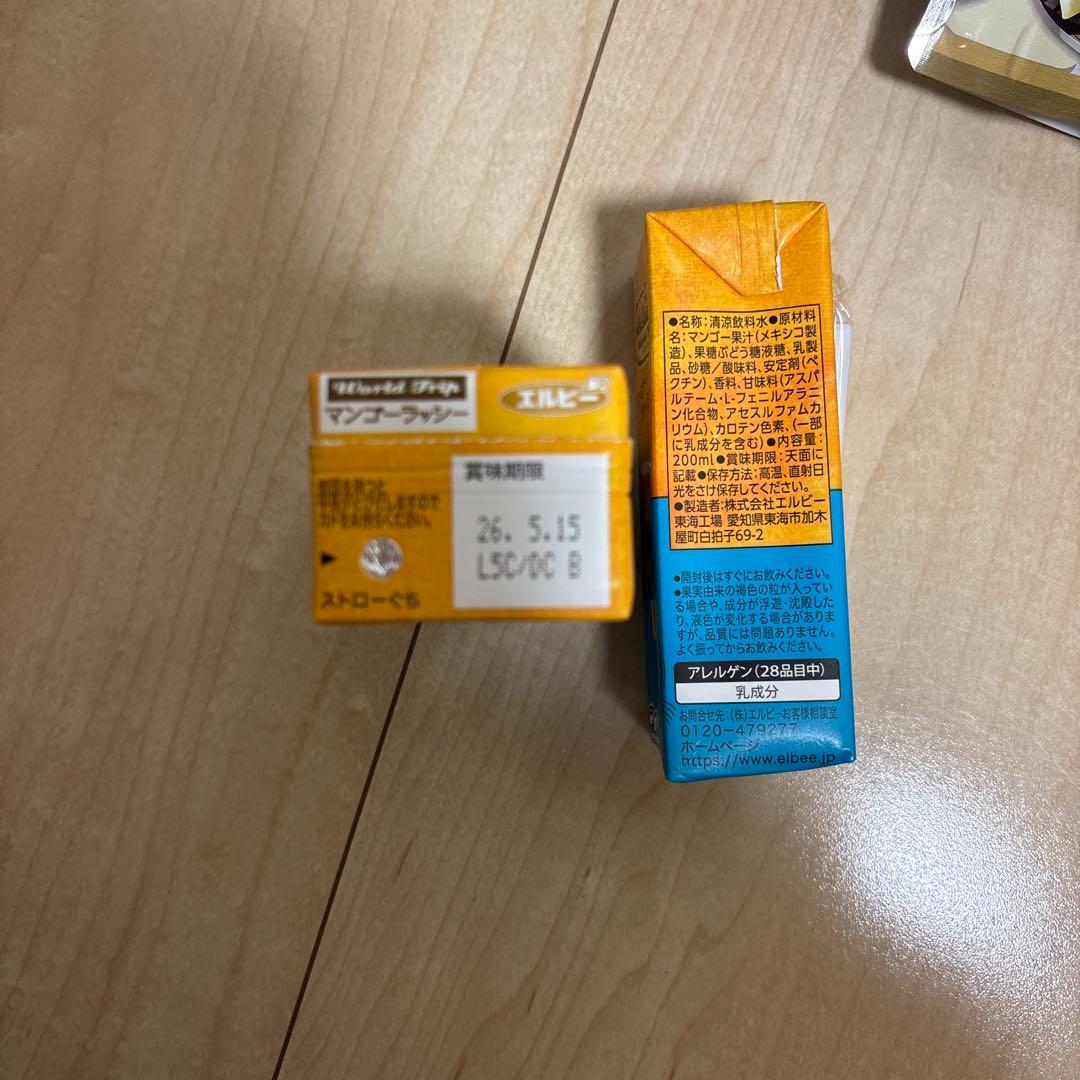 World Trip
マンゴーラッシー
エルビー
賞味期限
26. 5.15
L5C/DC B
ストローぐち
●名称：清涼飲料水●原材料
名：マンゴー果汁（メキシコ製
造）、果糖ぶどう糖液糖、乳製
品、砂糖／酸味料、安定剤（ペ
クチン）、香料、甘味料（アスパ
ルテーム・L-フェニルアラニ
ン化合物、アセスルファムカ
リウム）、カロテン色素、（一部
に乳成分を含む）●内容量：
200ml●賞味期限：天面に
記載●保存方法：高温、直射日
光をさけ保存してください。
●製造者：株式会社エルビー
東海工場 愛知県東海市加木
屋町白拍子69-2
●開封後はすぐにお飲みください。
●果実由来の褐色の粒が入ってい
る場合や、成分が浮遊・沈殿した
り、液色が変化する場合がありま
すが、品質には問題ありません。
よく振ってからお飲みください。
アレルゲン（28品目中）
乳成分
お問合せ先 （株）エルビーお客様相談室
0120-479277
ホームページ
https://www.elbee.jp